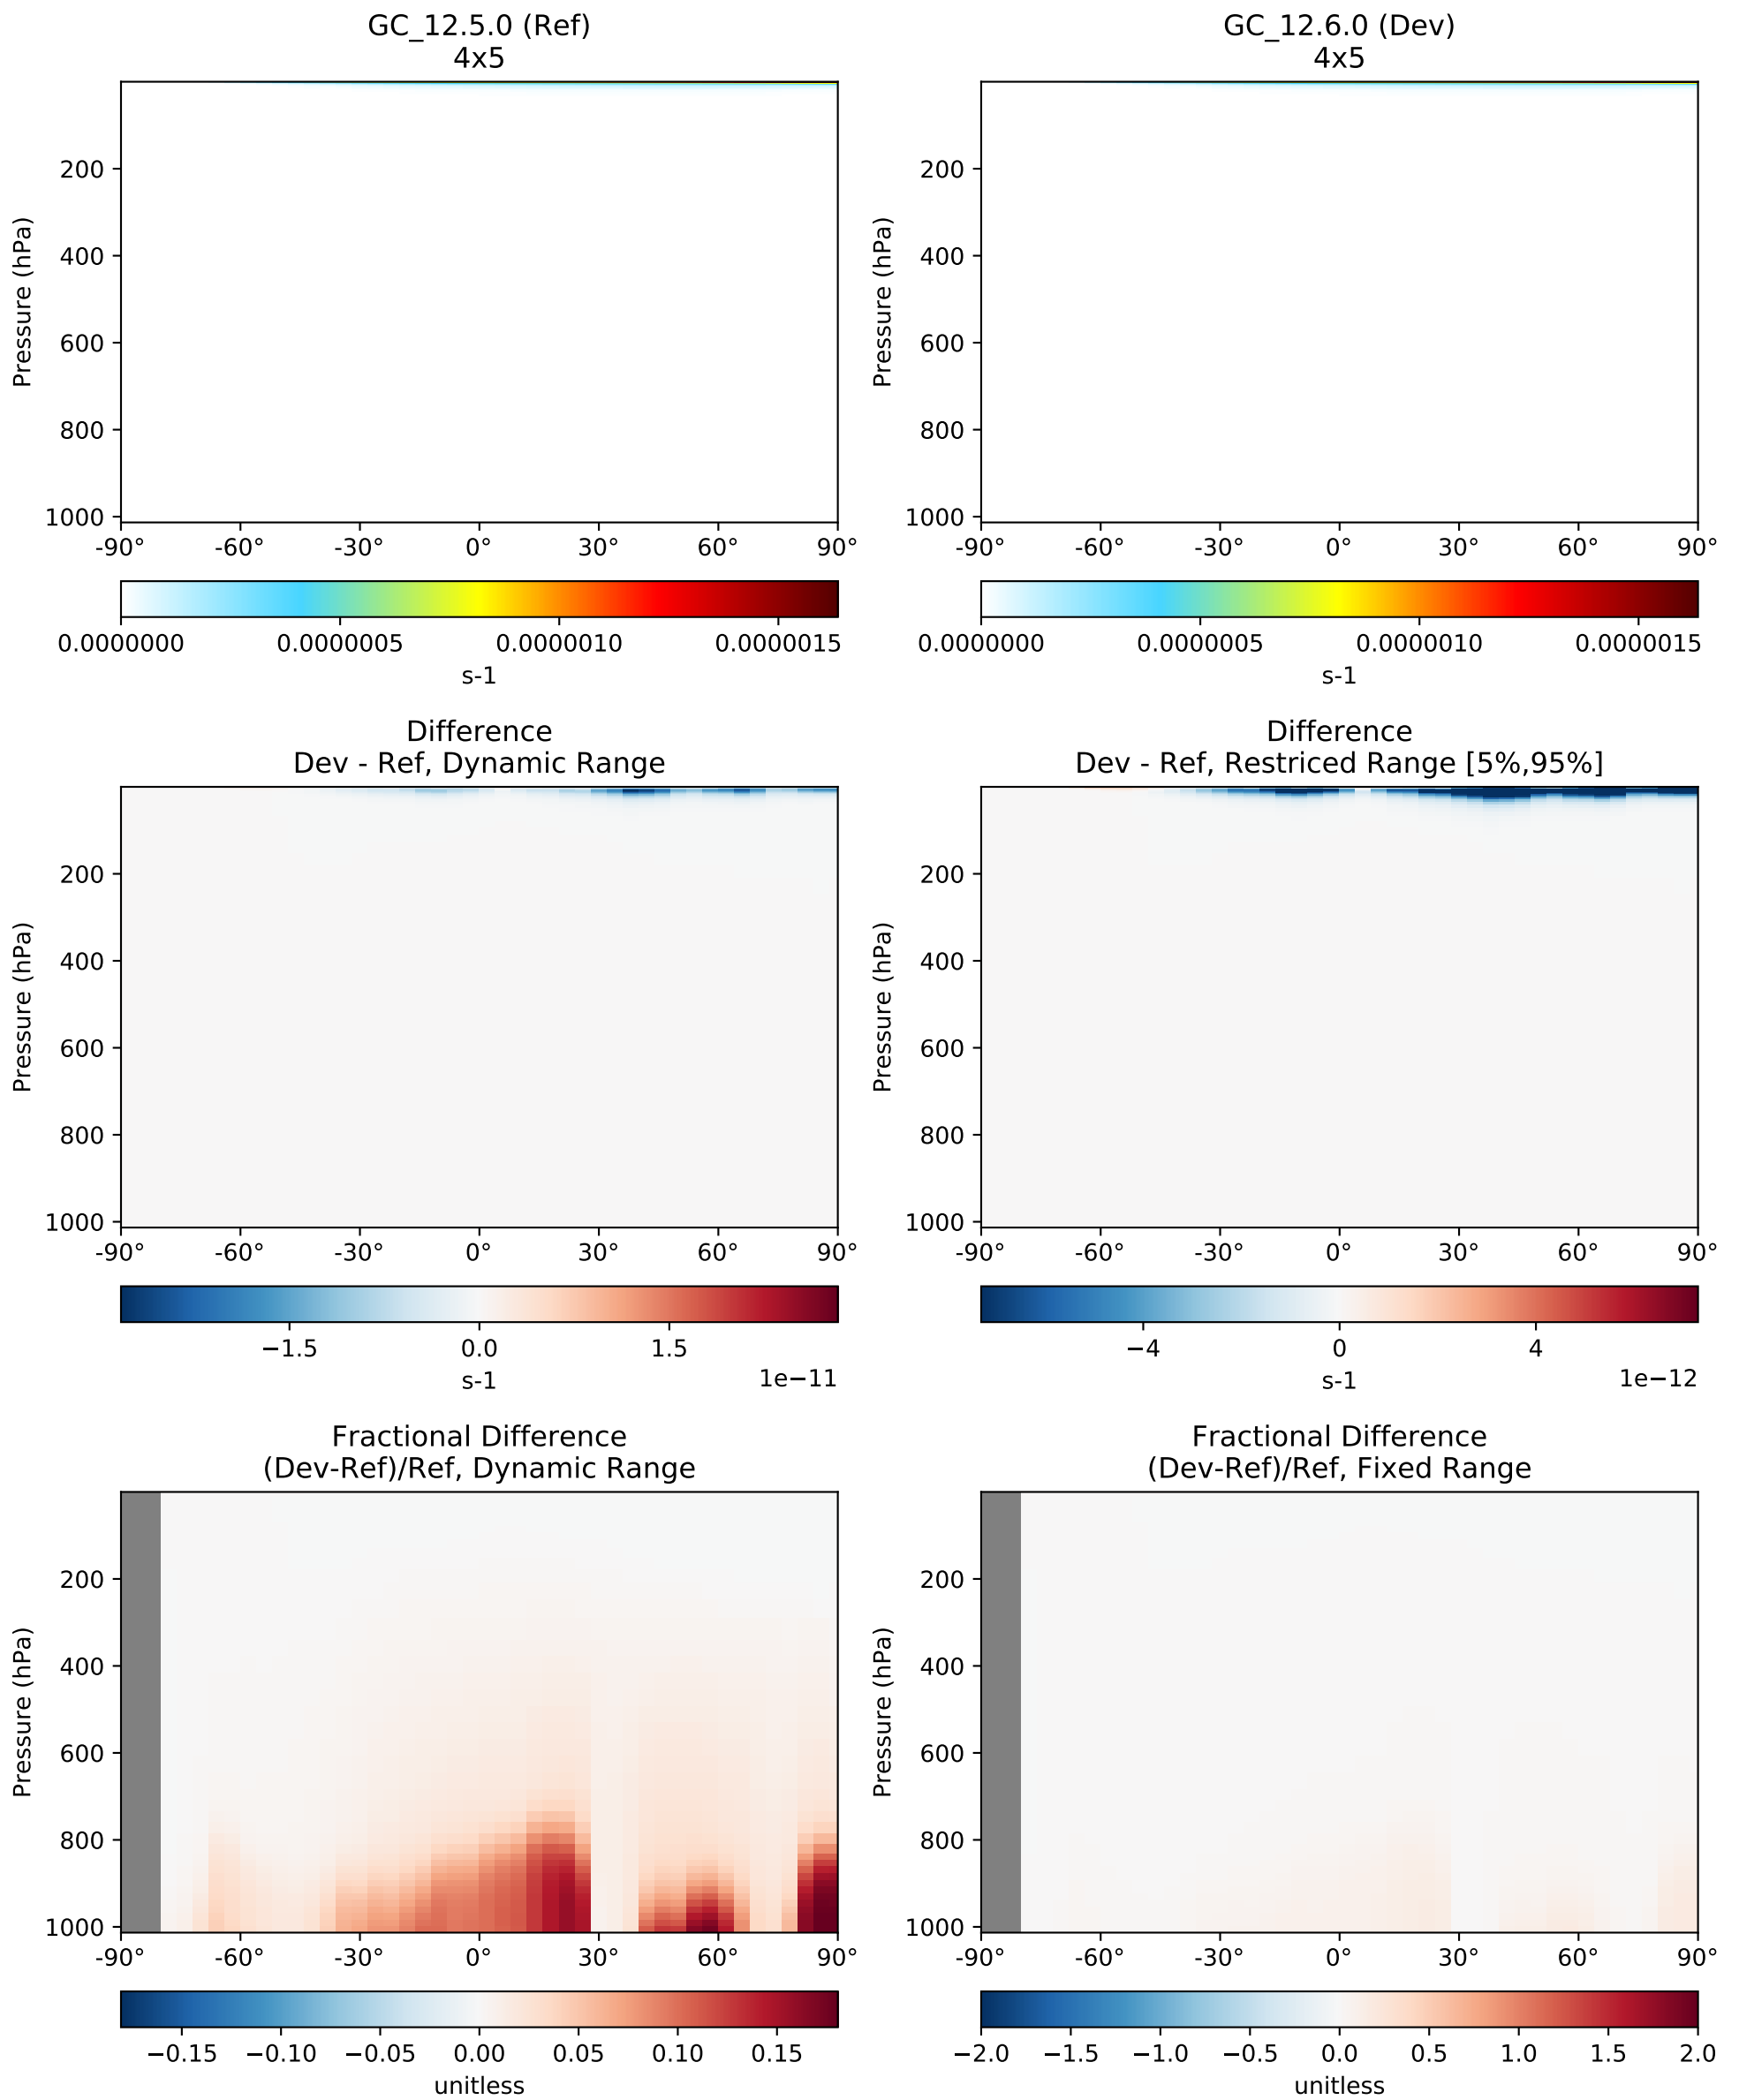 GC_12.5.0 (Ref)
4x5
Pressure (hPa)
200
400
600
800
1000
-90° -60° -30° 0° 30° 60° 90°
0.0000000 0.0000005 0.0000010 0.0000015
s-1
GC_12.6.0 (Dev)
4x5
Pressure (hPa)
200
400
600
800
1000
-90° -60° -30° 0° 30° 60° 90°
0.0000000 0.0000005 0.0000010 0.0000015
s-1
Difference
Dev - Ref, Dynamic Range
Pressure (hPa)
200
400
600
800
1000
-90° -60° -30° 0° 30° 60° 90°
−1.5 0.0 1.5
s-1 1e−11
Difference
Dev - Ref, Restriced Range [5%,95%]
Pressure (hPa)
200
400
600
800
1000
-90° -60° -30° 0° 30° 60° 90°
−4 0 4
s-1 1e−12
Fractional Difference
(Dev-Ref)/Ref, Dynamic Range
Pressure (hPa)
200
400
600
800
1000
-90° -60° -30° 0° 30° 60° 90°
−0.15 −0.10 −0.05 0.00 0.05 0.10 0.15
unitless
Fractional Difference
(Dev-Ref)/Ref, Fixed Range
Pressure (hPa)
200
400
600
800
1000
-90° -60° -30° 0° 30° 60° 90°
−2.0 −1.5 −1.0 −0.5 0.0 0.5 1.0 1.5 2.0
unitless